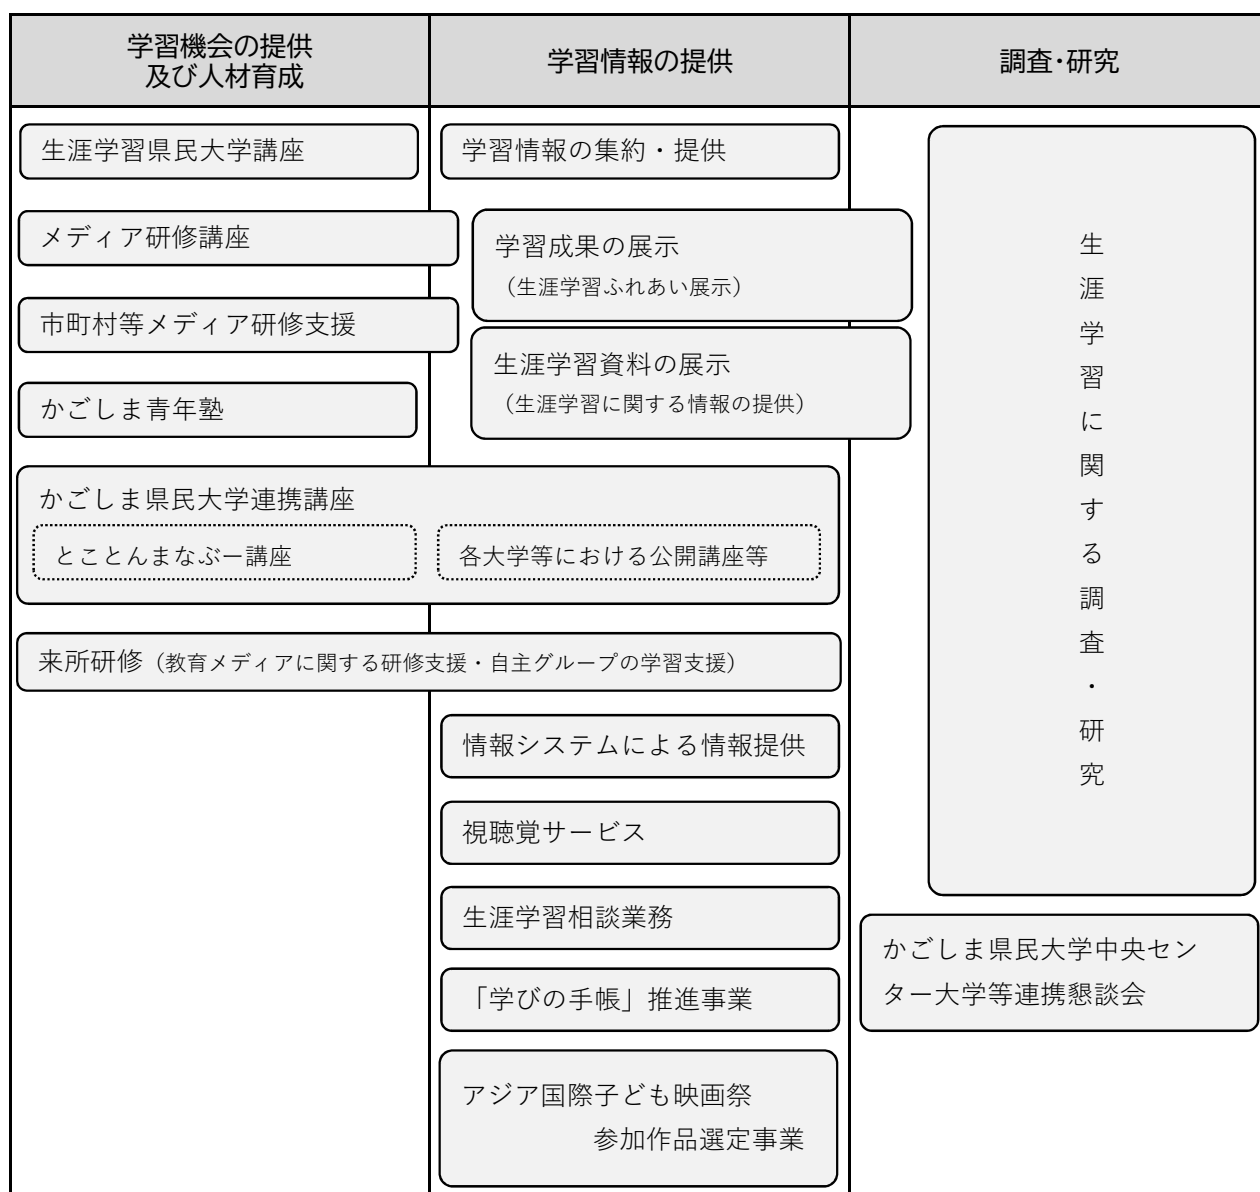 学習機会の提供
及び人材育成
学習情報の提供
調査・研究
生涯学習県民大学講座
メディア研修講座
市町村等メディア研修支援
かごしま青年塾
かごしま県民大学連携講座
とことんまなぶー講座
各大学等における公開講座等
来所研修（教育メディアに関する研修支援・自主グループの学習支援）
学習情報の集約・提供
学習成果の展示
（生涯学習ふれあい展示）
生涯学習資料の展示
（生涯学習に関する情報の提供）
情報システムによる情報提供
視聴覚サービス
生涯学習相談業務
「学びの手帳」推進事業
アジア国際子ども映画祭
参加作品選定事業
生涯学習に関する調査・研究
かごしま県民大学中央セン
ター大学等連携懇談会